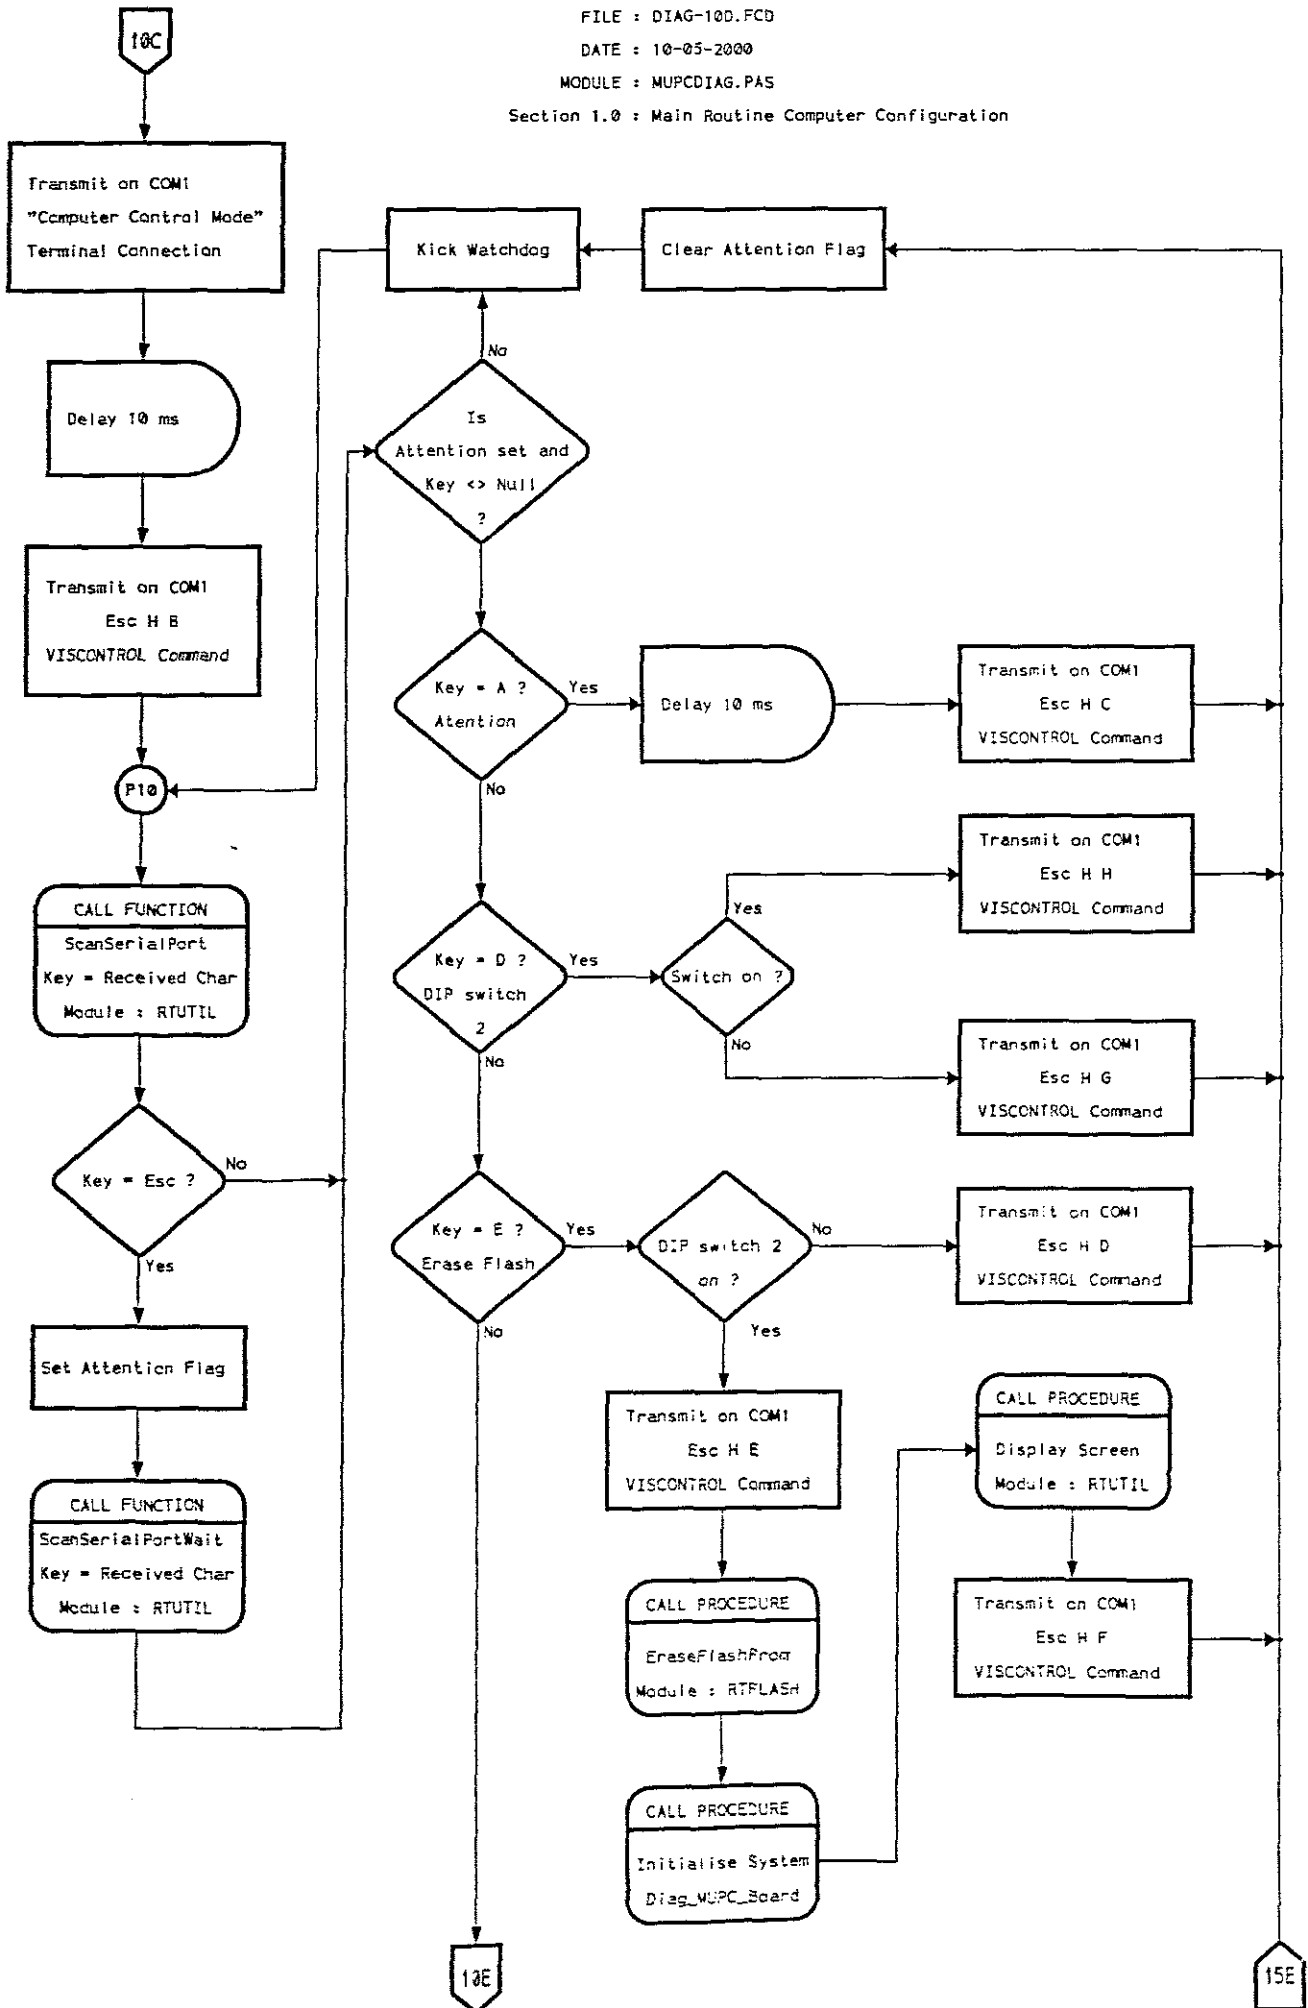 FILE : DIAG-10D.FCD
DATE : 10-05-2000
MODULE : MUPCDIAG.PAS
Section 1.0 : Main Routine Computer Configuration
10C
Transmit on COM1
"Computer Control Mode"
Terminal Connection
Delay 10 ms
Transmit on COM1
Esc H B
VISCONTROL Command
P10
CALL FUNCTION
ScanSerialPort
Key = Received Char
Module : RTUTIL
Key = Esc ?
No
Yes
Set Attention Flag
CALL FUNCTION
ScanSerialPortWait
Key = Received Char
Module : RTUTIL
Kick Watchdog
Clear Attention Flag
No
Is
Attention set and
Key <> Null
?
Key = A ?
Atention
Yes
No
Delay 10 ms
Transmit on COM1
Esc H C
VISCONTROL Command
Key = D ?
DIP switch
2
Yes
No
Switch on ?
Yes
No
Transmit on COM1
Esc H H
VISCONTROL Command
Transmit on COM1
Esc H G
VISCONTROL Command
Key = E ?
Erase Flash
Yes
No
DIP switch 2
on ?
No
Yes
Transmit on COM1
Esc H D
VISCONTROL Command
Transmit on COM1
Esc H E
VISCONTROL Command
CALL PROCEDURE
EraseFlashProm
Module : RTFLASH
CALL PROCEDURE
Initialise System
Diag_MUPC_Board
CALL PROCEDURE
Display Screen
Module : RTUTIL
Transmit on COM1
Esc H F
VISCONTROL Command
10E
15E